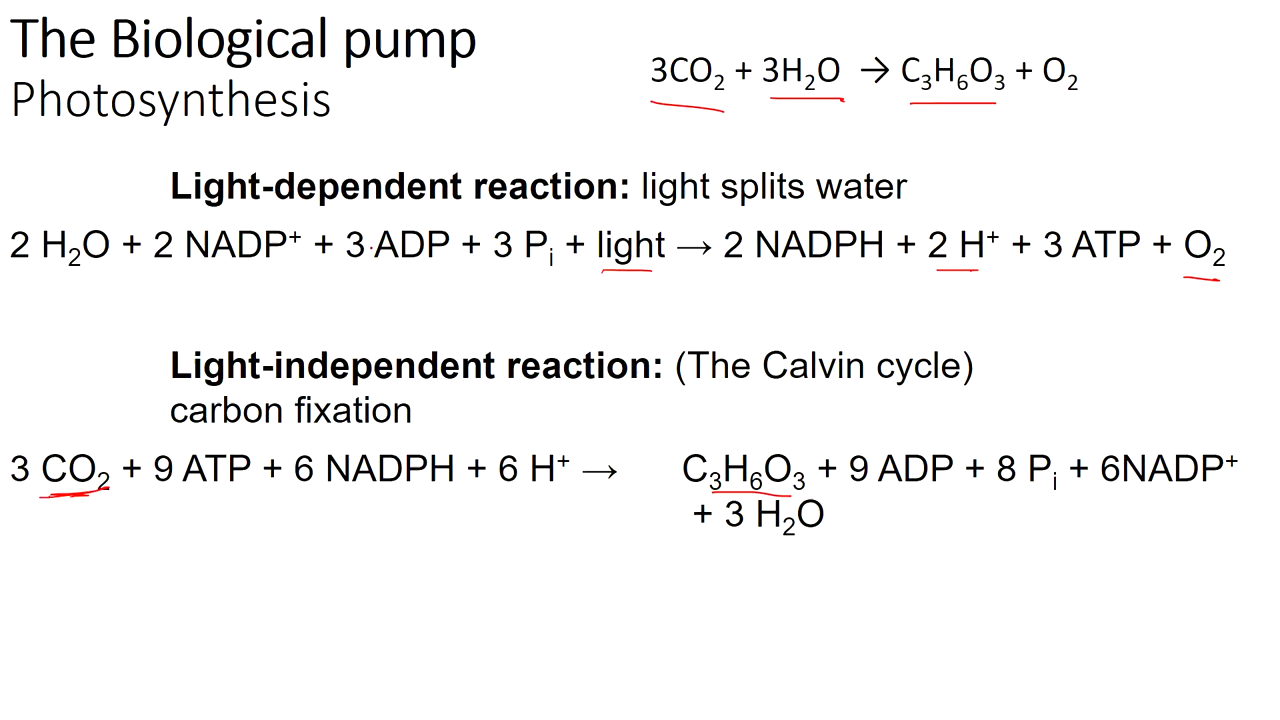 The Biological pump
Photosynthesis
3CO₂ + 3H₂O → C₃H₆O₃ + O₂
Light-dependent reaction: light splits water
2 H₂O + 2 NADP⁺ + 3 ADP + 3 Pᵢ + light → 2 NADPH + 2 H⁺ + 3 ATP + O₂
Light-independent reaction: (The Calvin cycle)
carbon fixation
3 CO₂ + 9 ATP + 6 NADPH + 6 H⁺ → C₃H₆O₃ + 9 ADP + 8 Pᵢ + 6NADP⁺
+ 3 H₂O